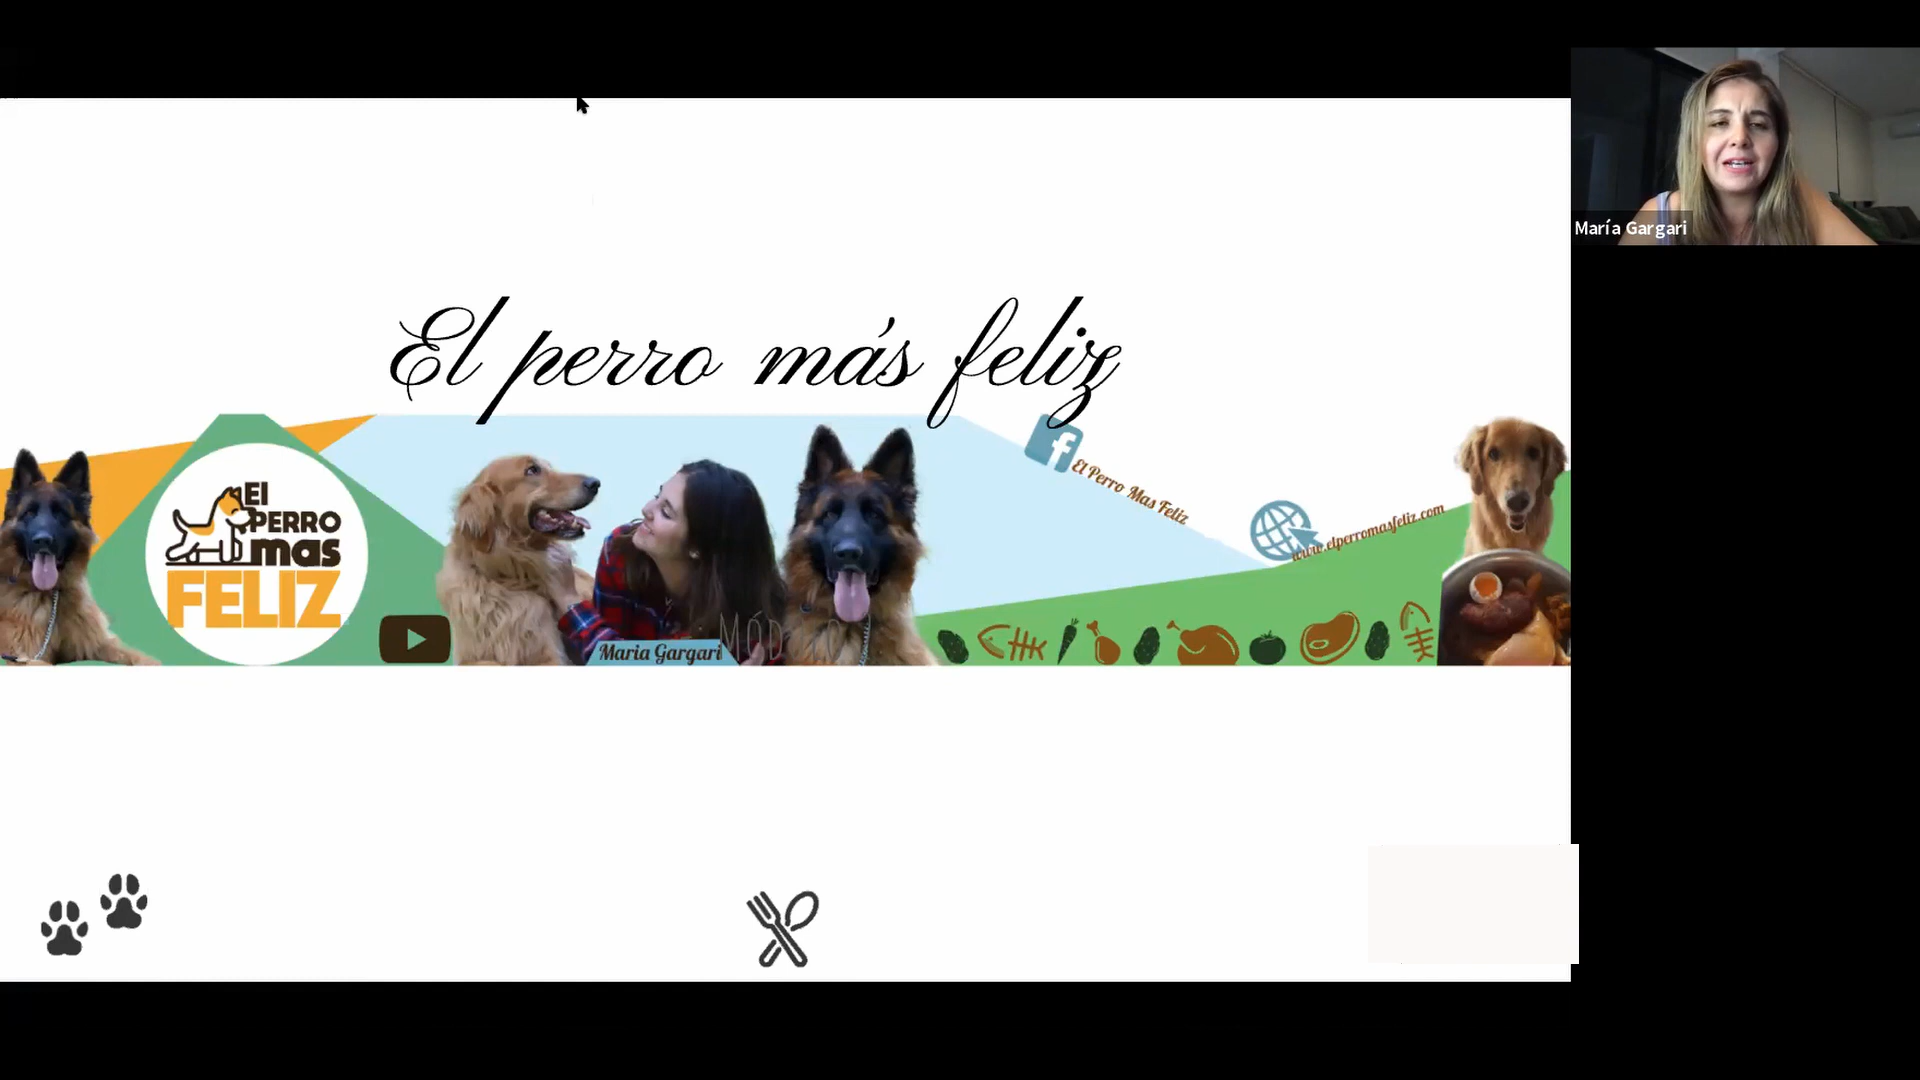 María Gargari
El perro más feliz
El
PERRO
mas
FELIZ
f
El Perro Mas Feliz
www.elperromasfeliz.com
Maria Gargari